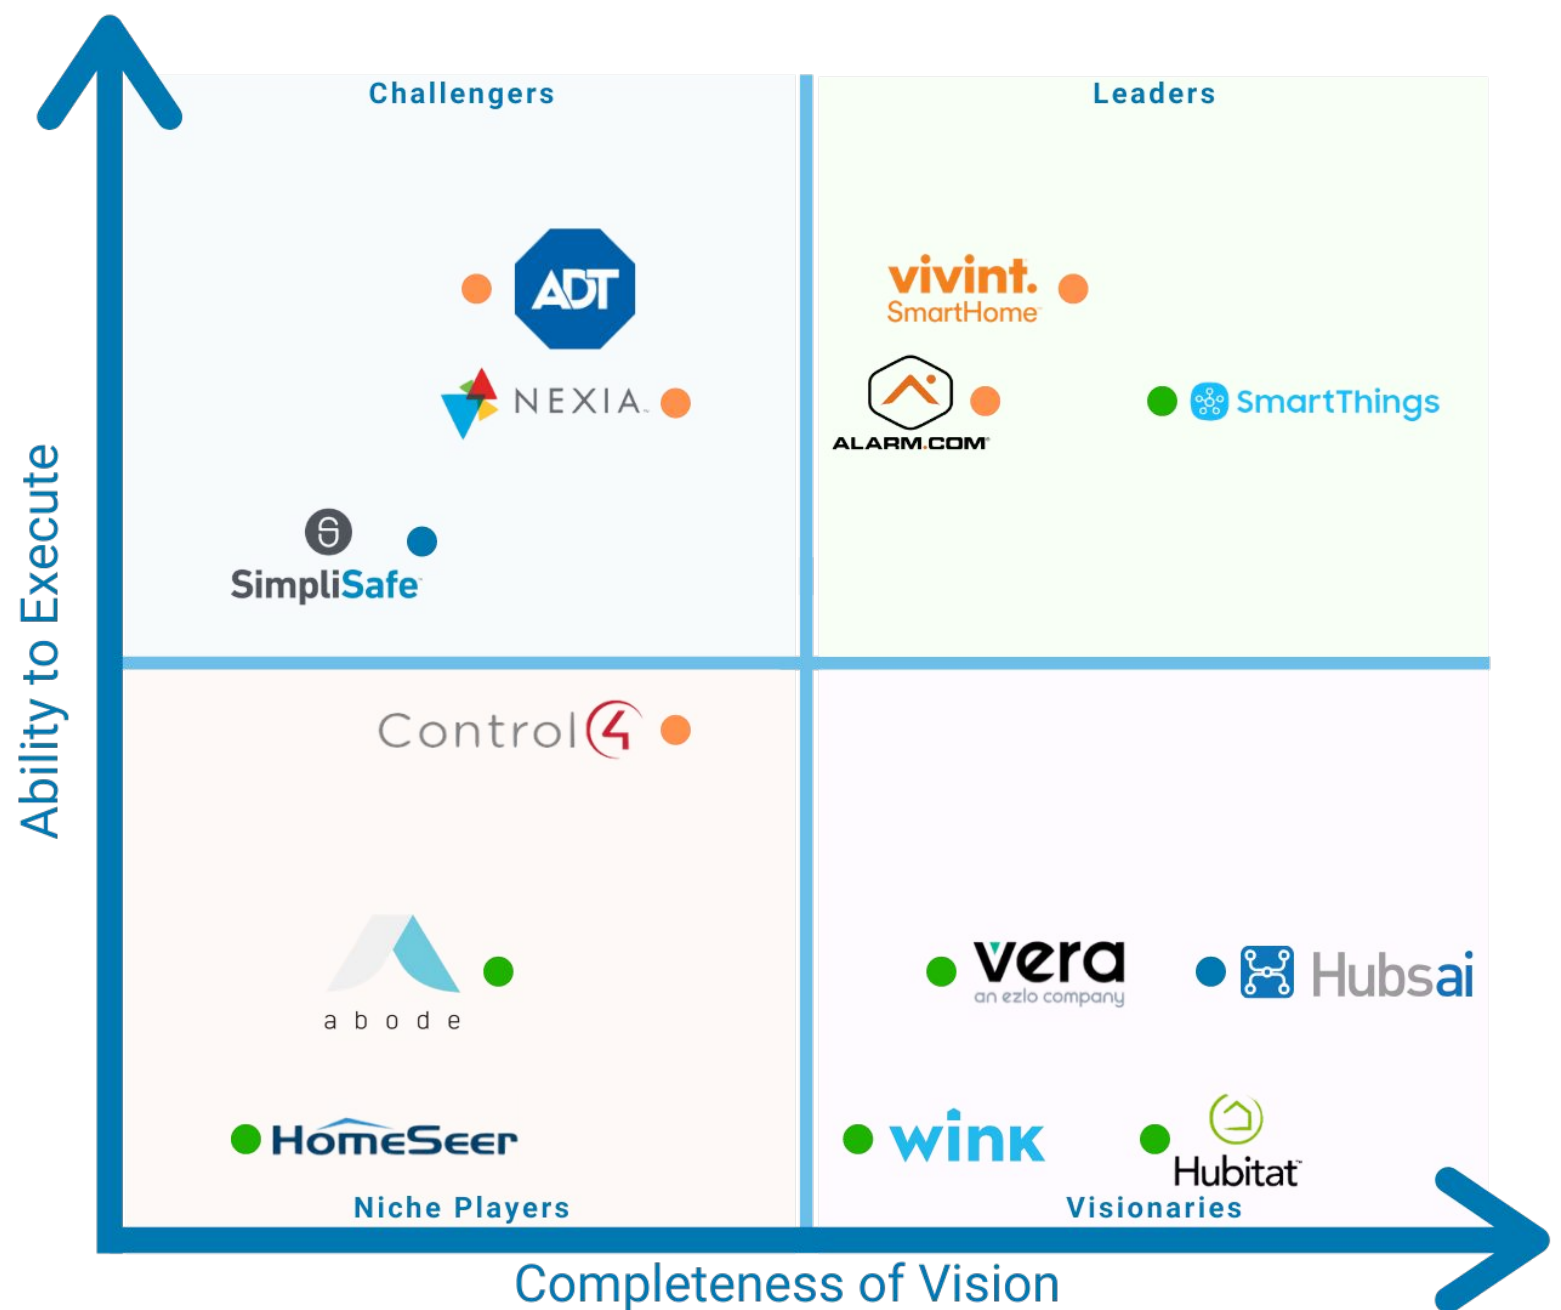 Challengers
Leaders
ADT
vivint.
SmartHome
NEXIA
ALARM.COM
SmartThings
SimpliSafe
Ability to Execute
Control4
abode
vera
an ezlo company
Hubsai
HomeSeer
wink
Hubitat
Niche Players
Visionaries
Completeness of Vision